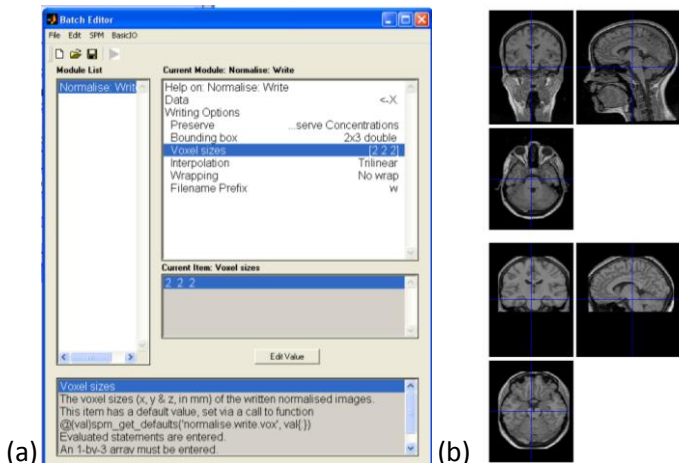 Batch Editor
File Edit SPM BasicIO
Module List
Normalise: Writ
Current Module: Normalise: Write
Help on: Normalise: Write
Data <-X
Writing Options
Preserve ...serve Concentrations
Bounding box 2x3 double
Voxel sizes [2 2 2]
Interpolation Trilinear
Wrapping No wrap
Filename Prefix w
Current Item: Voxel sizes
2 2 2
Edit Value
Voxel sizes
The voxel sizes (x, y & z, in mm) of the written normalised images.
This item has a default value, set via a call to function
@(val)spm_get_defaults('normalise.write.vox', val{:})
Evaluated statements are entered.
An 1-by-3 array must be entered.
(a)
(b)